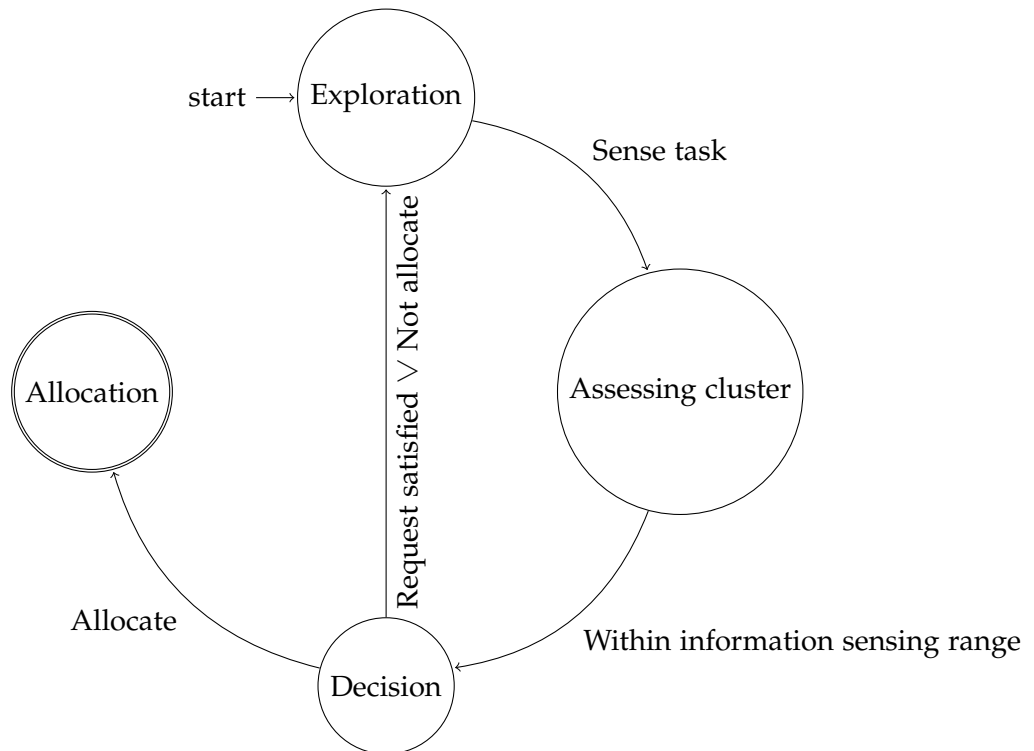 start
Exploration
Sense task
Request satisfied ∨ Not allocate
Allocation
Assessing cluster
Allocate
Within information sensing range
Decision